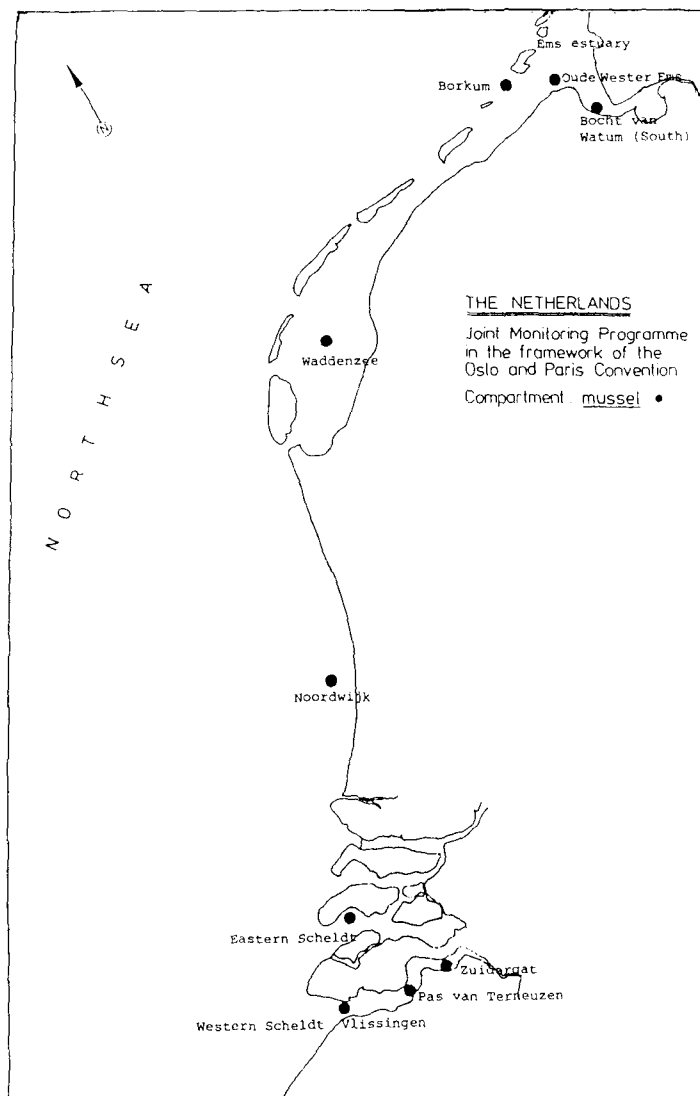 Ems estuary
Borkum
Oude Wester Ems
Bocht van
Watum (South)
N
THE NETHERLANDS
Joint Monitoring Programme
in the framework of the
Oslo and Paris Convention
Compartment. mussel
Waddenzee
NORTHSEA
Noordwijk
Eastern Scheldt
Zuidergat
Pas van Terneuzen
Western Scheldt Vlissingen